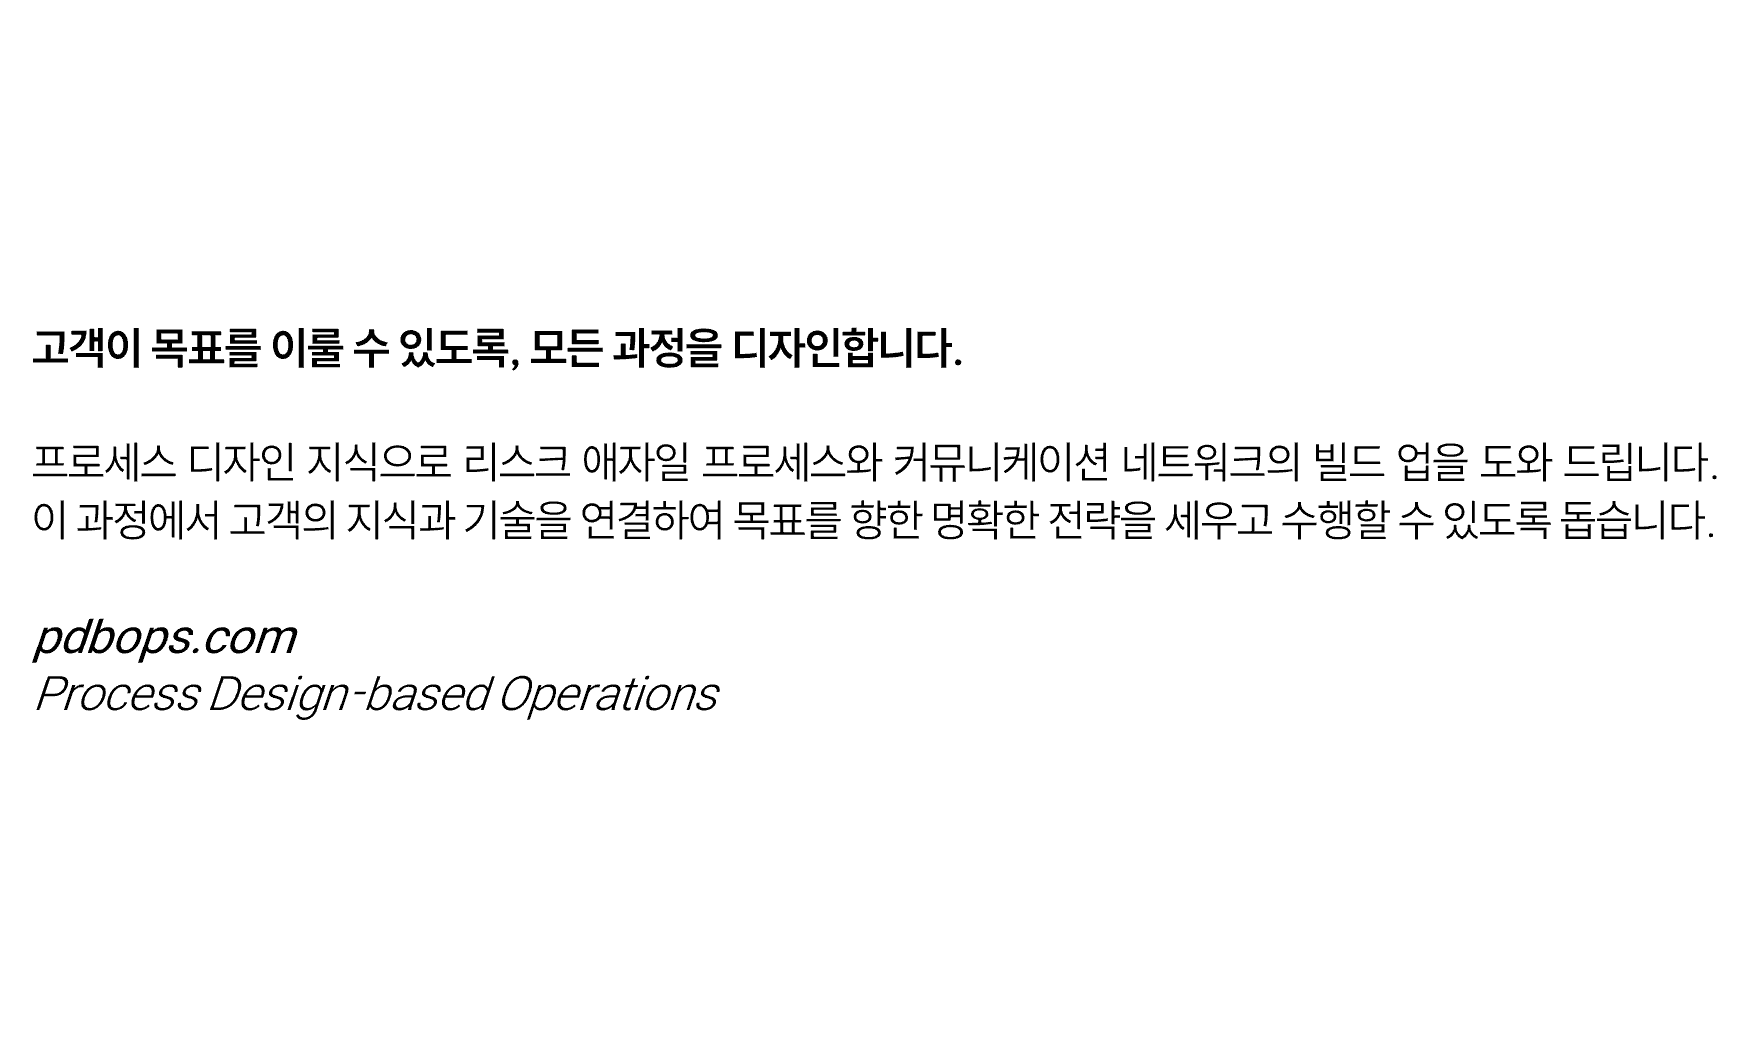 고객이 목표를 이룰 수 있도록, 모든 과정을 디자인합니다.
프로세스 디자인 지식으로 리스크 애자일 프로세스와 커뮤니케이션 네트워크의 빌드 업을 도와 드립니다.
이 과정에서 고객의 지식과 기술을 연결하여 목표를 향한 명확한 전략을 세우고 수행할 수 있도록 돕습니다.
pdbops.com
Process Design-based Operations